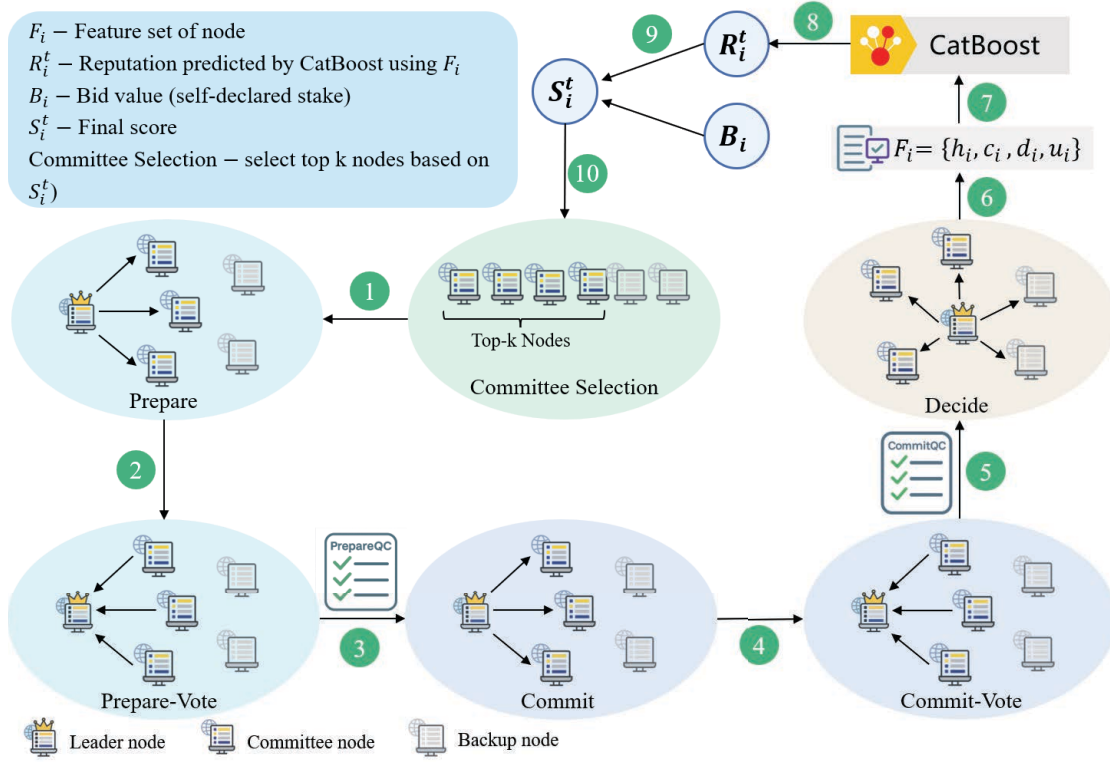 F_i – Feature set of node
R_i^t – Reputation predicted by CatBoost using F_i
B_i – Bid value (self-declared stake)
S_i^t – Final score
Committee Selection – select top k nodes based on
S_i^t)
9
R_i^t
8
CatBoost
S_i^t
B_i
7
F_i = {h_i, c_i, d_i, u_i}
10
6
1
Top-k Nodes
Committee Selection
Prepare
Decide
2
CommitQC
5
PrepareQC
3
4
Prepare-Vote
Commit
Commit-Vote
Leader node
Committee node
Backup node